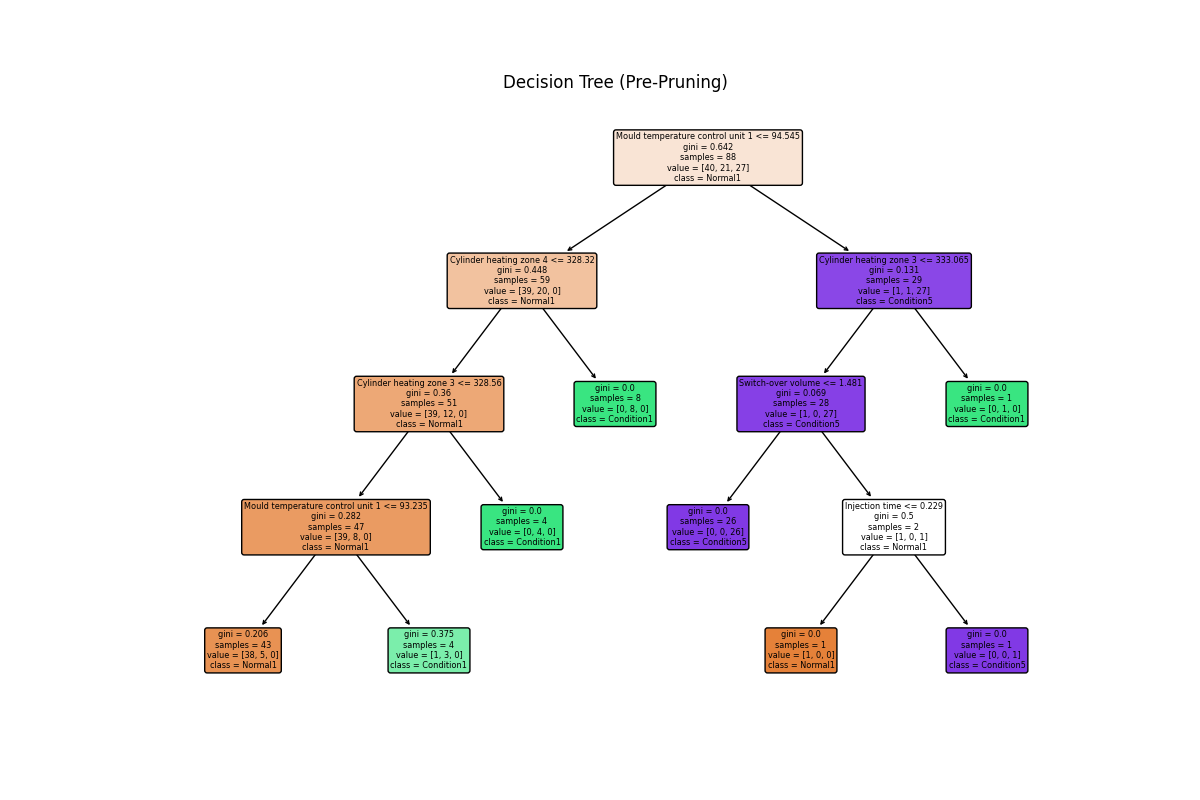 Decision Tree (Pre-Pruning)
Mould temperature control unit 1 <= 94.545
gini = 0.642
samples = 88
value = [40, 21, 27]
class = Normal1
Cylinder heating zone 4 <= 328.32
gini = 0.448
samples = 59
value = [39, 20, 0]
class = Normal1
Cylinder heating zone 3 <= 333.065
gini = 0.131
samples = 29
value = [1, 1, 27]
class = Condition5
Cylinder heating zone 3 <= 328.56
gini = 0.36
samples = 51
value = [39, 12, 0]
class = Normal1
gini = 0.0
samples = 8
value = [0, 8, 0]
class = Condition1
Switch-over volume <= 1.481
gini = 0.069
samples = 28
value = [1, 0, 27]
class = Condition5
gini = 0.0
samples = 1
value = [0, 1, 0]
class = Condition1
Mould temperature control unit 1 <= 93.235
gini = 0.282
samples = 47
value = [39, 8, 0]
class = Normal1
gini = 0.0
samples = 4
value = [0, 4, 0]
class = Condition1
gini = 0.0
samples = 26
value = [0, 0, 26]
class = Condition5
Injection time <= 0.229
gini = 0.5
samples = 2
value = [1, 0, 1]
class = Normal1
gini = 0.206
samples = 43
value = [38, 5, 0]
class = Normal1
gini = 0.375
samples = 4
value = [1, 3, 0]
class = Condition1
gini = 0.0
samples = 1
value = [1, 0, 0]
class = Normal1
gini = 0.0
samples = 1
value = [0, 0, 1]
class = Condition5